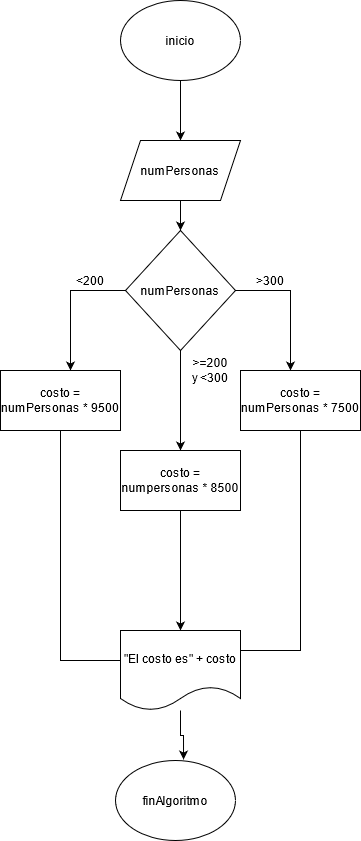 inicio
numPersonas
numPersonas
<200
>300
>=200
y <300
costo =
numPersonas * 9500
costo =
numPersonas * 7500
costo =
numpersonas * 8500
"El costo es" + costo
finAlgoritmo